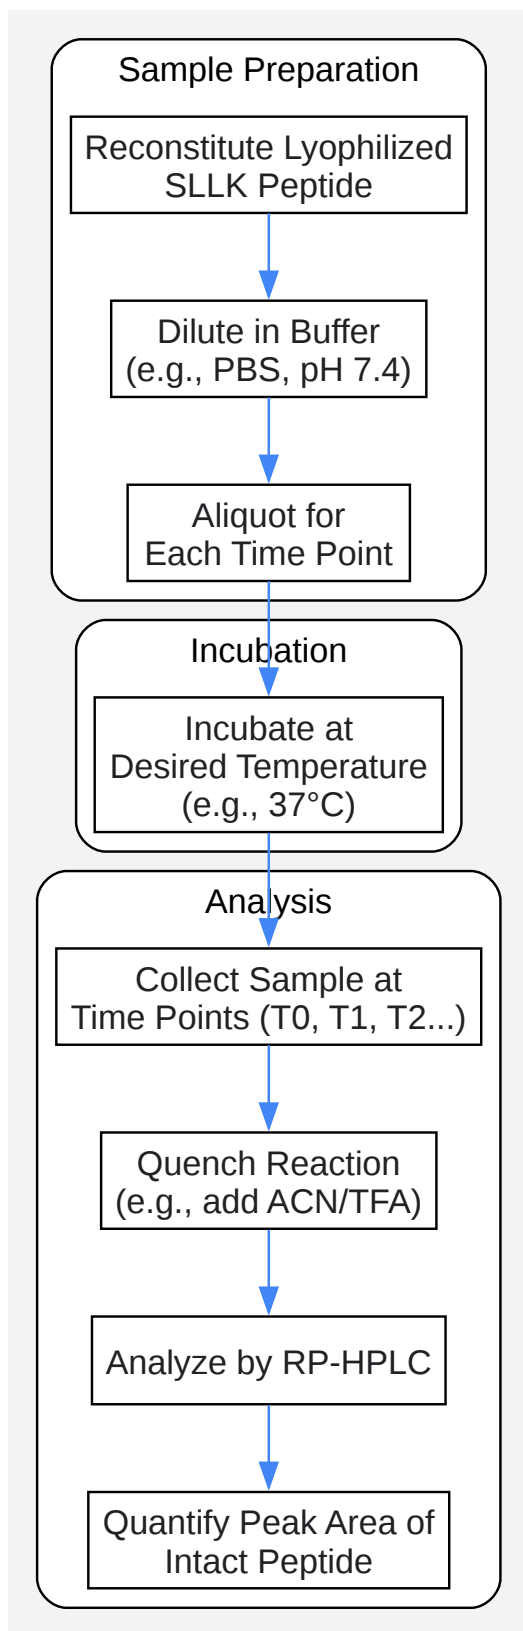 Sample Preparation
Reconstitute Lyophilized
SLLK Peptide
Dilute in Buffer
(e.g., PBS, pH 7.4)
Aliquot for
Each Time Point
Incubation
Incubate at
Desired Temperature
(e.g., 37°C)
Analysis
Collect Sample at
Time Points (T0, T1, T2...)
Quench Reaction
(e.g., add ACN/TFA)
Analyze by RP-HPLC
Quantify Peak Area of
Intact Peptide